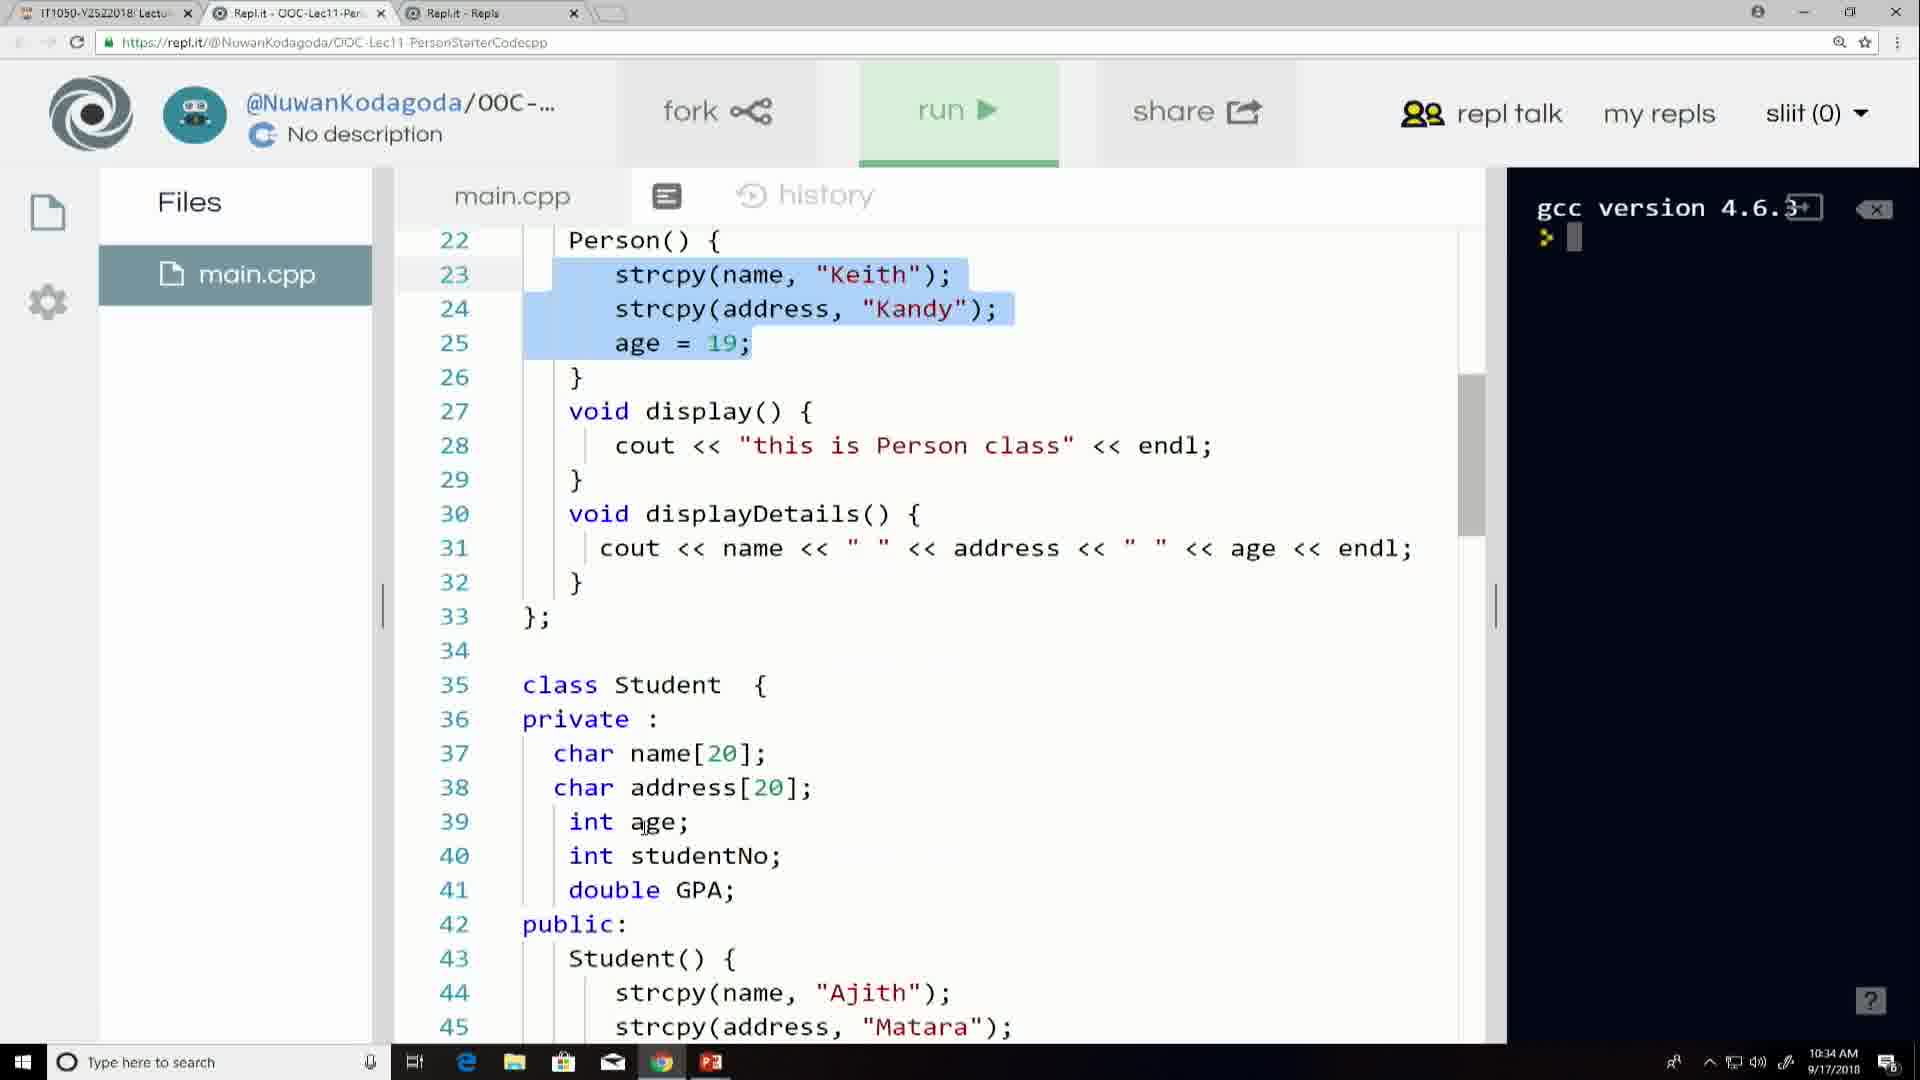 IT1050-Y2S22018: Lectu
Repl.it - OOC-Lec11-Per
Repl.it - Repls
https://repl.it/@NuwanKodagoda/OOC-Lec11-PersonStarterCodecpp
@NuwanKodagoda/OOC-...
No description
fork
run
share
repl talk
my repls
sliit (0)
Files
main.cpp
main.cpp
history
gcc version 4.6.3
>
22 Person() {
23 strcpy(name, "Keith");
24 strcpy(address, "Kandy");
25 age = 19;
26 }
27 void display() {
28 cout << "this is Person class" << endl;
29 }
30 void displayDetails() {
31 cout << name << " " << address << " " << age << endl;
32 }
33 };
34
35 class Student {
36 private :
37 char name[20];
38 char address[20];
39 int age;
40 int studentNo;
41 double GPA;
42 public:
43 Student() {
44 strcpy(name, "Ajith");
45 strcpy(address, "Matara");
?
Type here to search
10:34 AM
9/17/2018